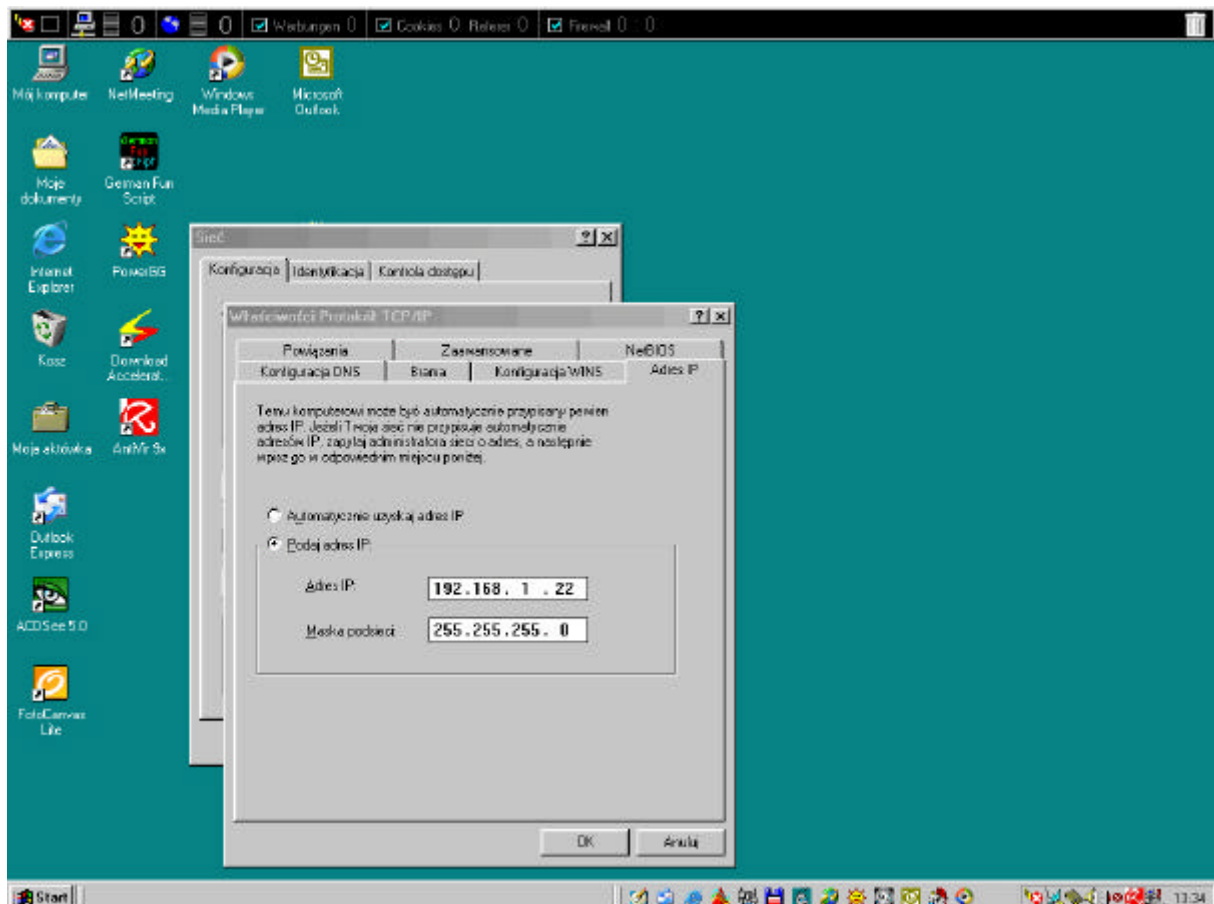 0 0 Werbungen 0 Cookies 0 Referer 0 Firewall 0 : 0
Mój komputer
NetMeeting
Windows
Media Player
Microsoft
Outlook
Moje
dokumenty
German Fun
Script
Internet
Explorer
PowerGG
Kosz
Download
Accelerat...
Moja aktówka
AntiVir 9x
Outlook
Express
ACDSee 5.0
FotoCanvas
Lite
Sieć
Konfiguracja Identyfikacja Kontrola dostępu
Właściwości Protokół: TCP/IP
Powiązania Zaawansowane NetBIOS
Konfiguracja DNS Brama Konfiguracja WINS Adres IP
Temu komputerowi może być automatycznie przypisany pewien
adres IP. Jeżeli Twoja sieć nie przypisuje automatycznie
adresów IP, zapytaj administratora sieci o adres, a następnie
wpisz go w odpowiednim miejscu poniżej.
Automatycznie uzyskaj adres IP
Podaj adres IP:
Adres IP: 192.168. 1 . 22
Maska podsieci: 255.255.255. 0
OK Anuluj
Start 13:34